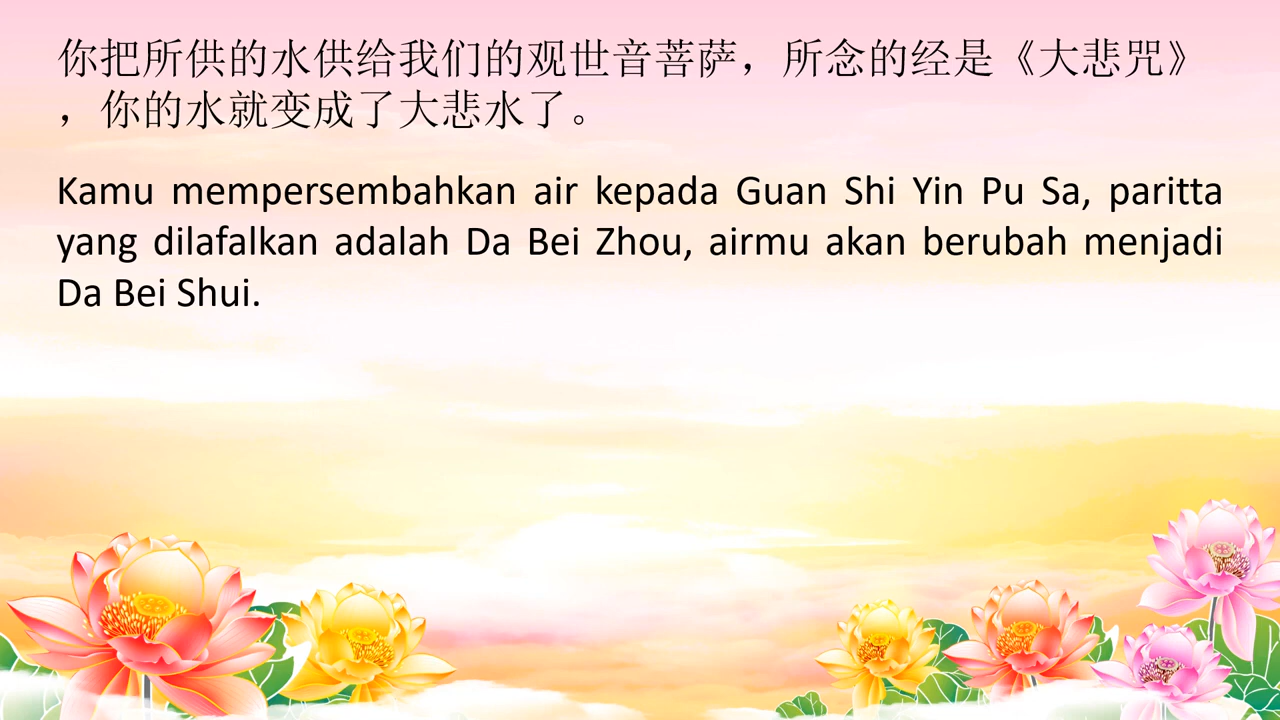 你把所供的水供给我们的观世音菩萨，所念的经是《大悲咒》
，你的水就变成了大悲水了。
Kamu mempersembahkan air kepada Guan Shi Yin Pu Sa, paritta
yang dilafalkan adalah Da Bei Zhou, airmu akan berubah menjadi
Da Bei Shui.